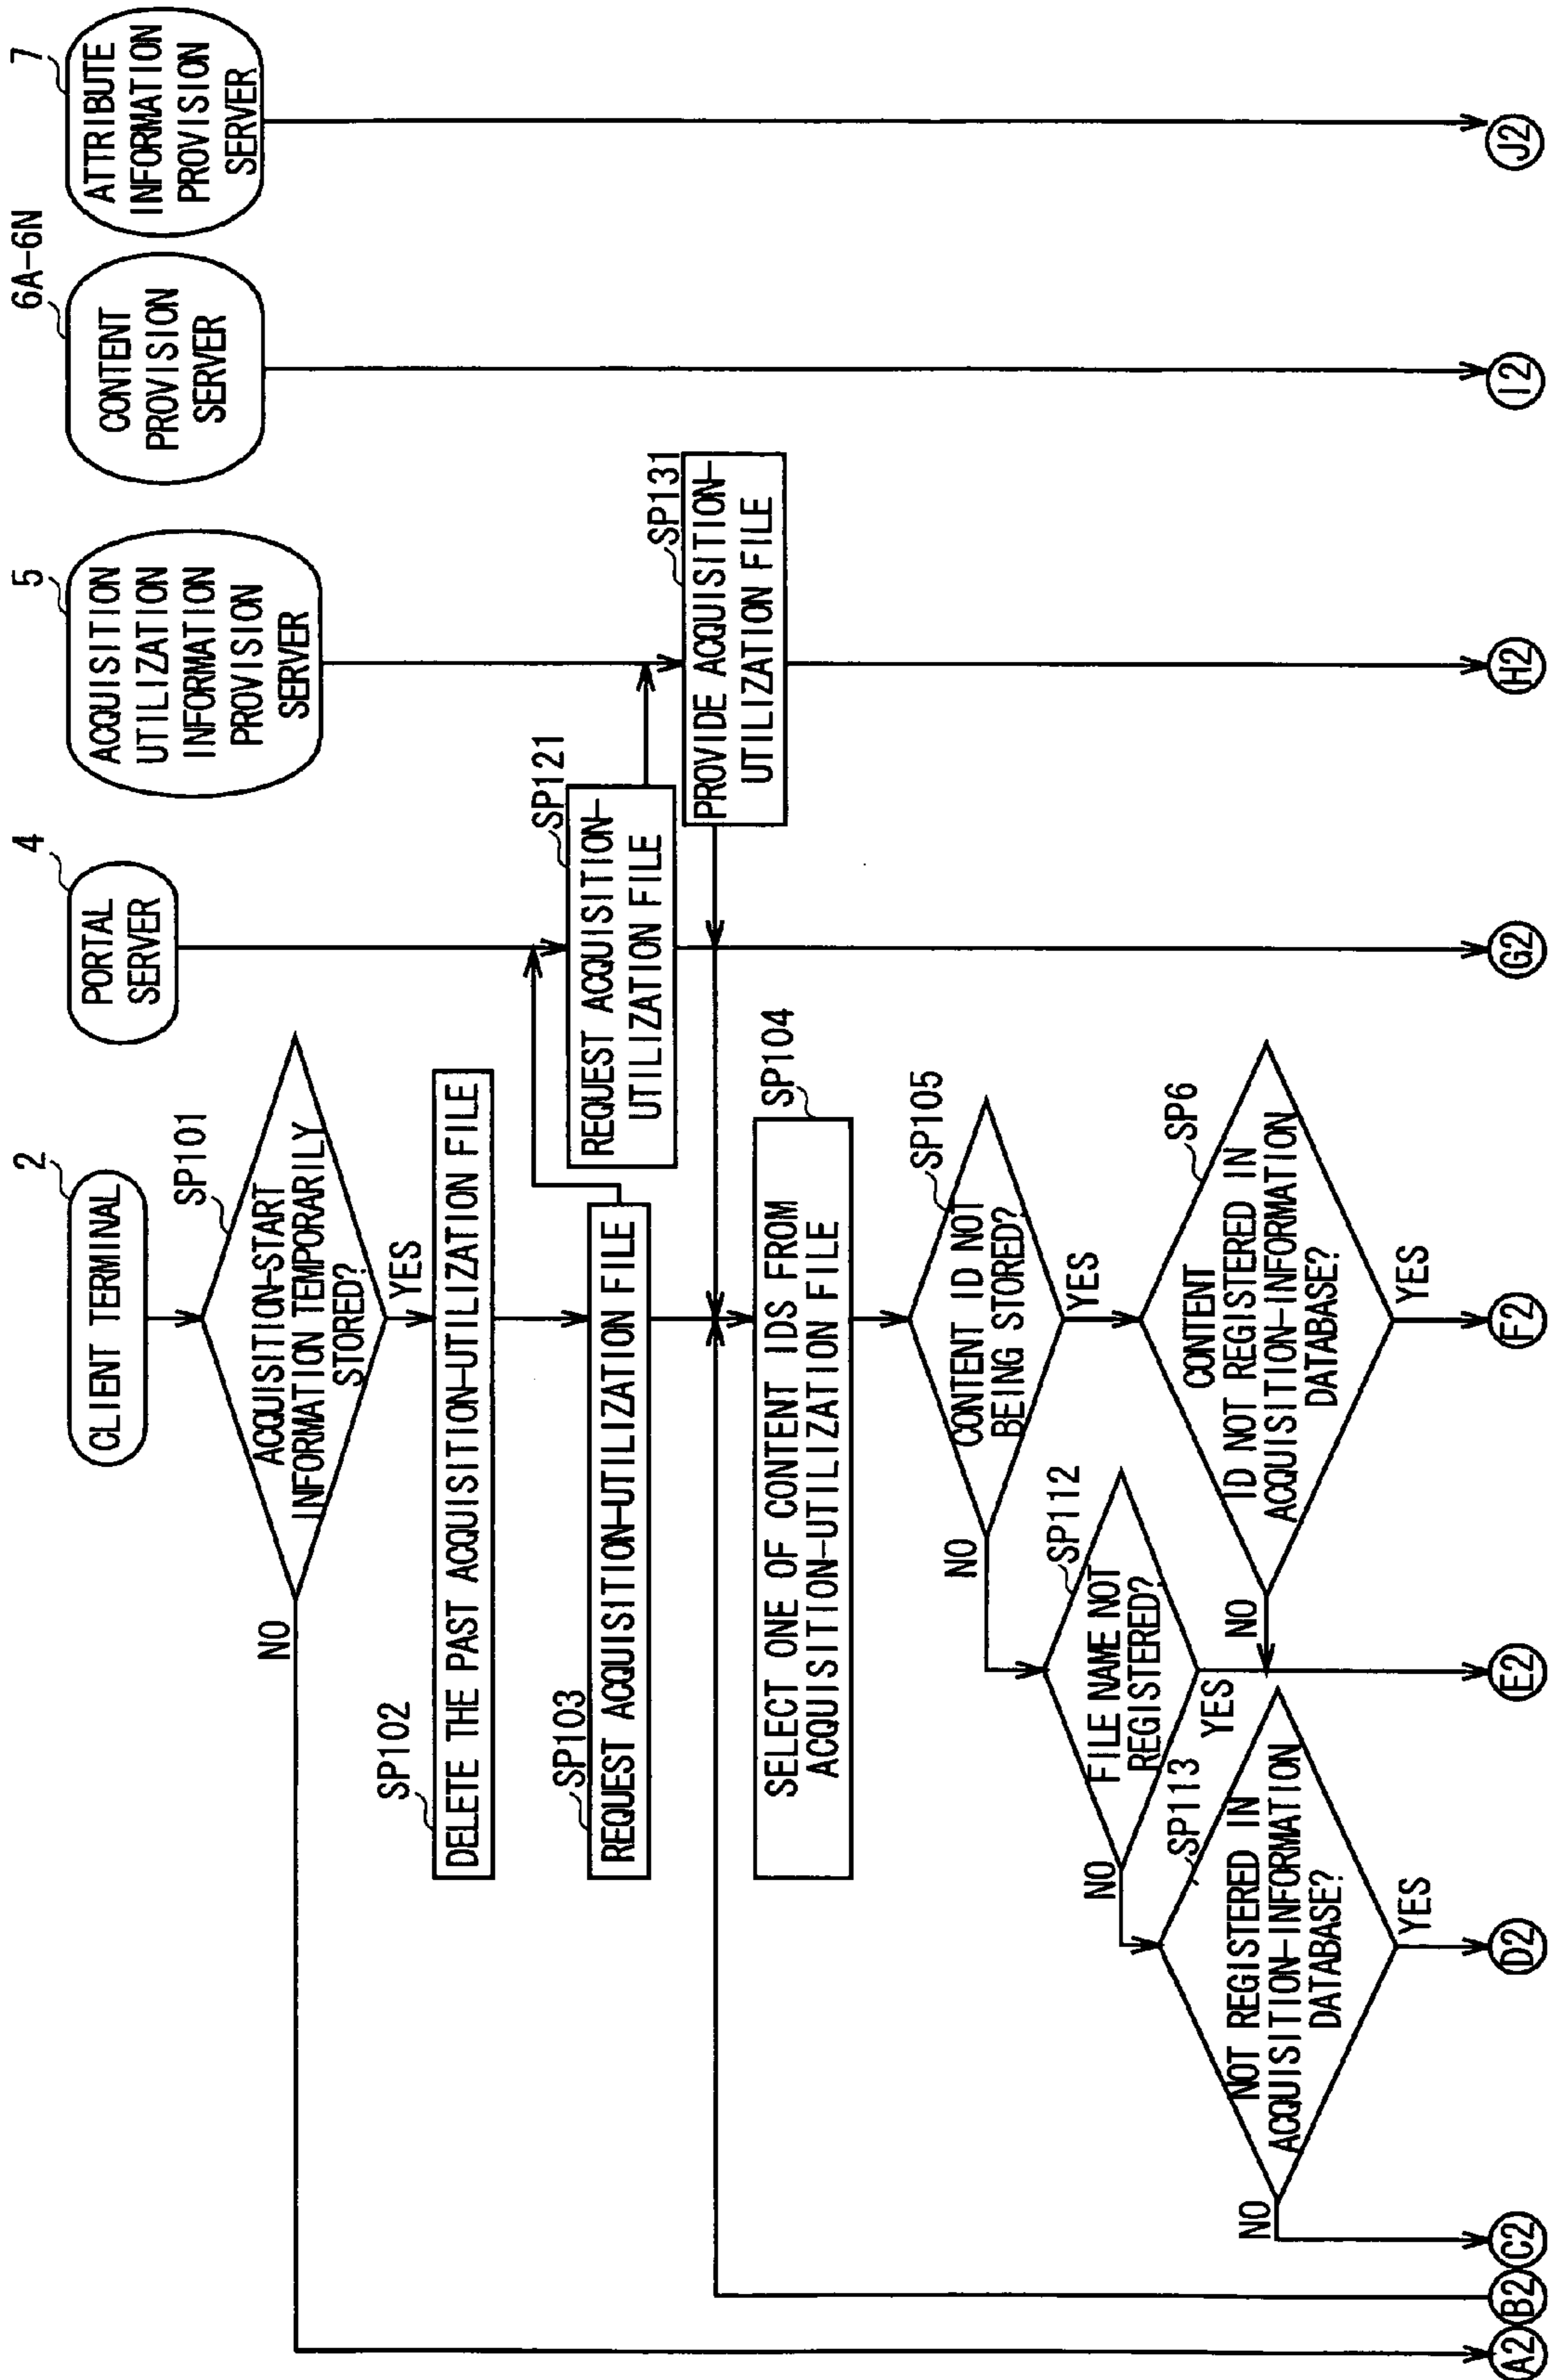 2
CLIENT TERMINAL
4
PORTAL
SERVER
5
ACQUISITION
UTILIZATION
INFORMATION
PROVISION
SERVER
6A-6N
CONTENT
PROVISION
SERVER
7
ATTRIBUTE
INFORMATION
PROVISION
SERVER
SP101
ACQUISITION-START
INFORMATION TEMPORARILY
STORED?
NO
YES
SP102
DELETE THE PAST ACQUISITION-UTILIZATION FILE
SP103
REQUEST ACQUISITION-UTILIZATION FILE
SP121
REQUEST ACQUISITION-
UTILIZATION FILE
SP131
PROVIDE ACQUISITION-
UTILIZATION FILE
SP104
SELECT ONE OF CONTENT IDS FROM
ACQUISITION-UTILIZATION FILE
SP105
CONTENT ID NOT
BEING STORED?
NO
YES
SP112
FILE NAME NOT
REGISTERED?
NO
YES
SP6
CONTENT
ID NOT REGISTERED IN
ACQUISITION-INFORMATION
DATABASE?
NO
YES
SP113
NOT REGISTERED IN
ACQUISITION-INFORMATION
DATABASE?
NO
YES
A2
B2
C2
D2
E2
F2
G2
H2
I2
J2